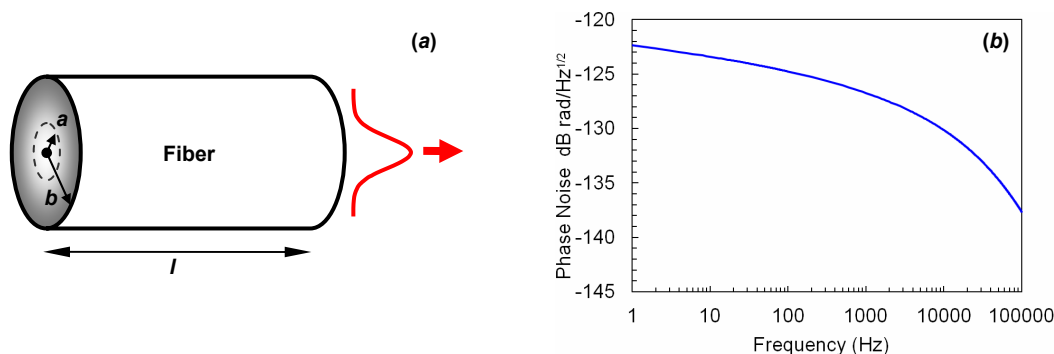 (a)
a
Fiber
b
l
(b)
Phase Noise dB rad/Hz1/2
-120
-125
-130
-135
-140
-145
1 10 100 1000 10000 100000
Frequency (Hz)